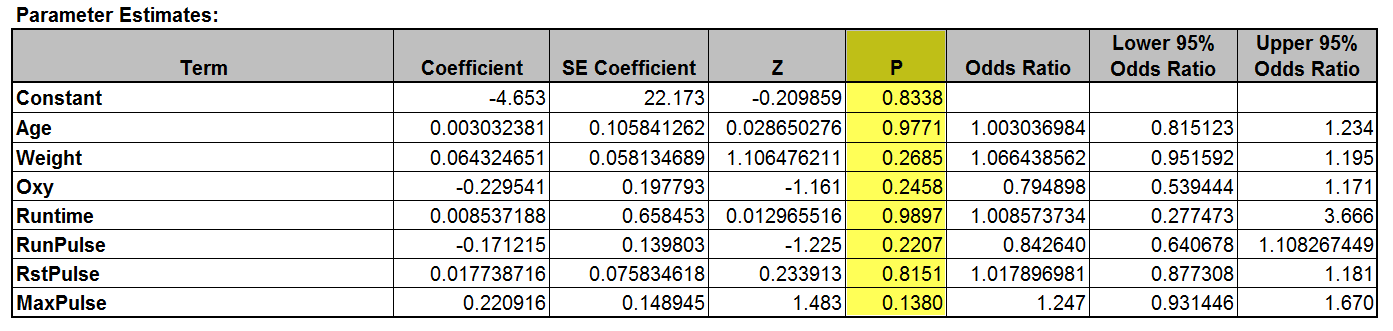 Parameter Estimates:
Term Coefficient SE Coefficient Z P Odds Ratio Lower 95% Odds Ratio Upper 95% Odds Ratio
Constant -4.653 22.173 -0.209859 0.8338
Age 0.003032381 0.105841262 0.028650276 0.9771 1.003036984 0.815123 1.234
Weight 0.064324651 0.058134689 1.106476211 0.2685 1.066438562 0.951592 1.195
Oxy -0.229541 0.197793 -1.161 0.2458 0.794898 0.539444 1.171
Runtime 0.008537188 0.658453 0.012965516 0.9897 1.008573734 0.277473 3.666
RunPulse -0.171215 0.139803 -1.225 0.2207 0.842640 0.640678 1.108267449
RstPulse 0.017738716 0.075834618 0.233913 0.8151 1.017896981 0.877308 1.181
MaxPulse 0.220916 0.148945 1.483 0.1380 1.247 0.931446 1.670